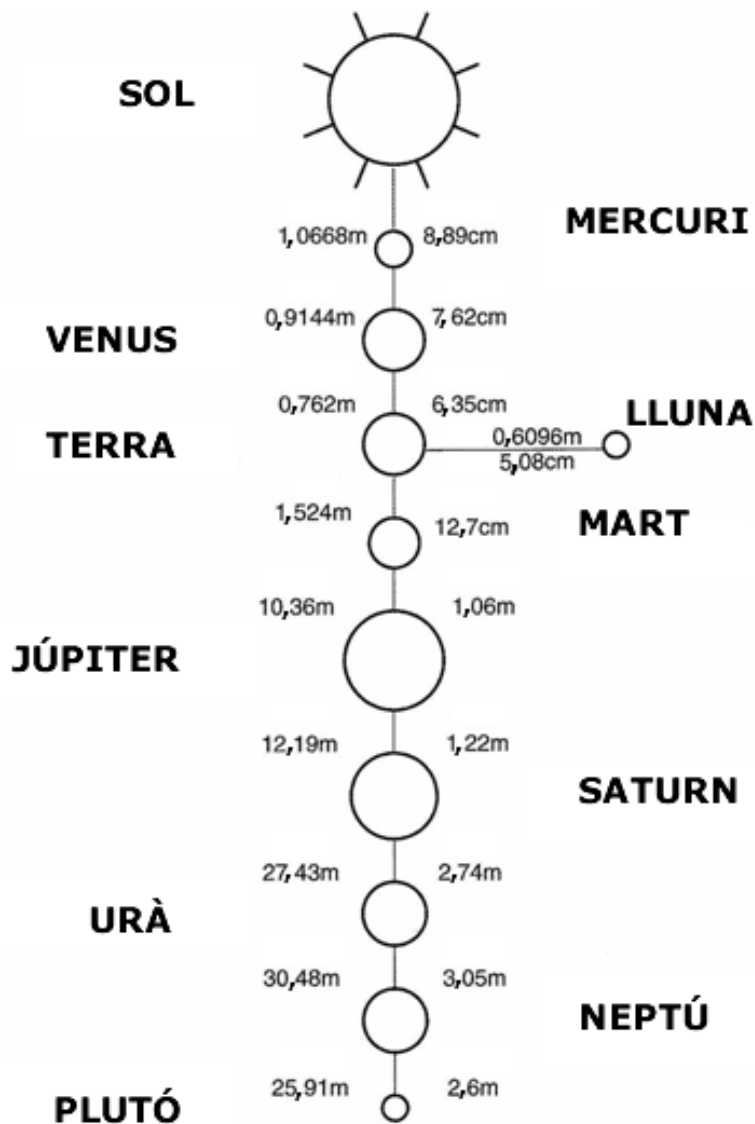 SOL
MERCURI
1,0668m 8,89cm
VENUS
0,9144m 7,62cm
0,762m 6,35cm
LLUNA
TERRA
0,6096m
5,08cm
1,524m 12,7cm
MART
10,36m 1,06m
JÚPITER
12,19m 1,22m
SATURN
27,43m 2,74m
URÀ
30,48m 3,05m
NEPTÚ
25,91m 2,6m
PLUTÓ